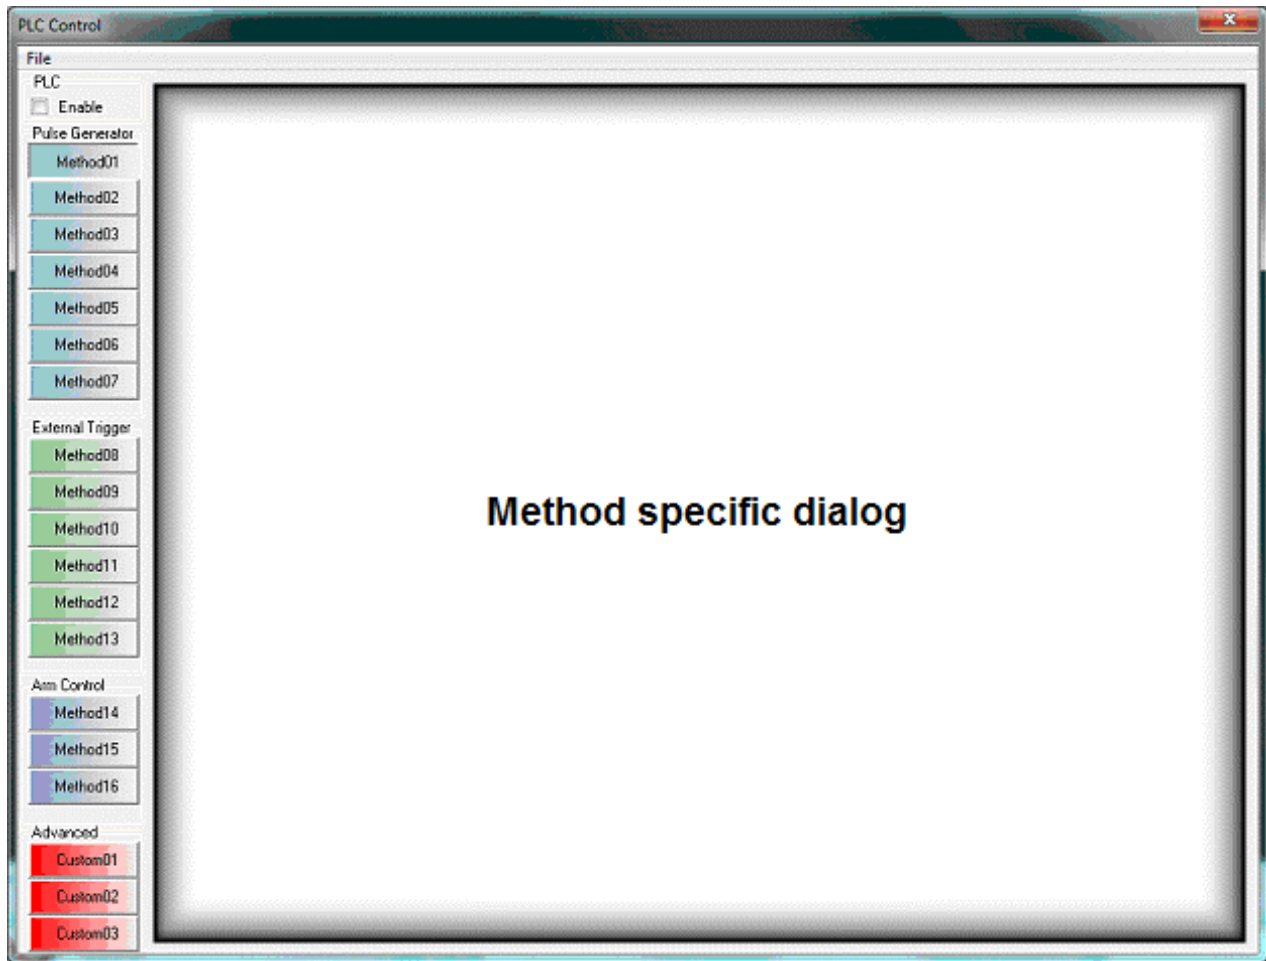 PLC Control
x
File
PLC
Enable
Pulse Generator
Method01
Method02
Method03
Method04
Method05
Method06
Method07
External Trigger
Method08
Method09
Method10
Method11
Method12
Method13
Arm Control
Method14
Method15
Method16
Advanced
Custom01
Custom02
Custom03
Method specific dialog